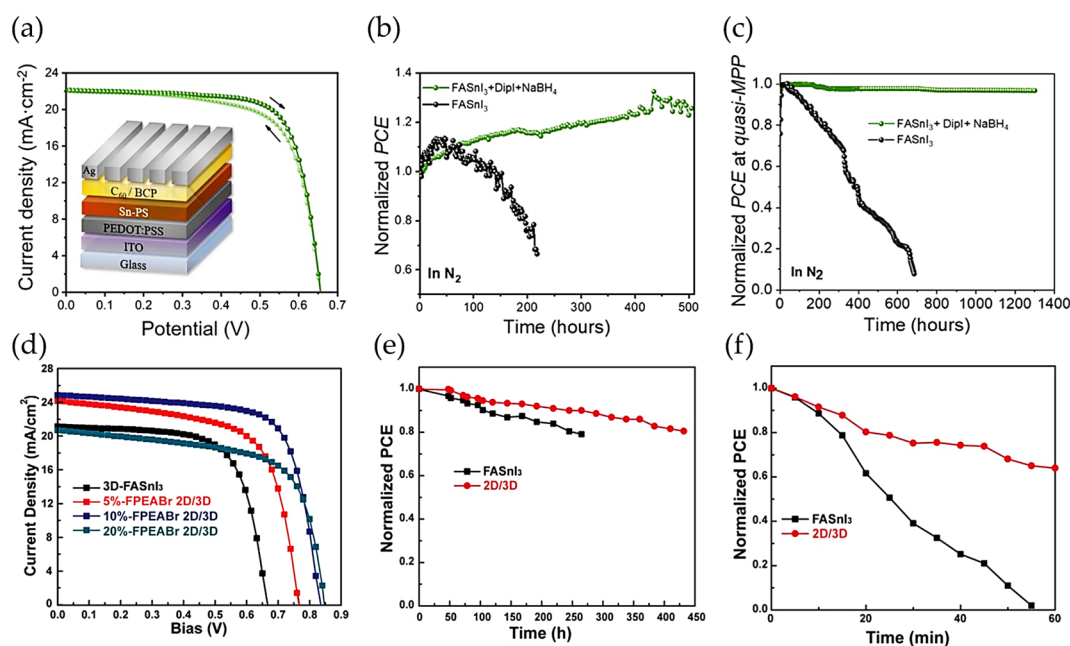 (a)
Current density (mA·cm⁻²)
24
20
16
12
8
4
0
0.0 0.1 0.2 0.3 0.4 0.5 0.6 0.7
Potential (V)
Ag
C₆₀ / BCP
Sn-PS
PEDOT:PSS
ITO
Glass
(b)
Normalized PCE
1.4
1.2
1.0
0.8
0.6
FASnI₃+DipI+NaBH₄
FASnI₃
In N₂
0 100 200 300 400 500
Time (hours)
(c)
Normalized PCE at quasi-MPP
1.0
0.8
0.6
0.4
0.2
0.0
FASnI₃+ DipI+ NaBH₄
FASnI₃
In N₂
0 200 400 600 800 1000 1200 1400
Time (hours)
(d)
Current Density (mA/cm²)
28
24
20
16
12
8
4
0
3D-FASnI₃
5%-FPEABr 2D/3D
10%-FPEABr 2D/3D
20%-FPEABr 2D/3D
0.0 0.1 0.2 0.3 0.4 0.5 0.6 0.7 0.8 0.9
Bias (V)
(e)
Normalized PCE
1.0
0.8
0.6
0.4
0.2
0.0
FASnI₃
2D/3D
0 50 100 150 200 250 300 350 400 450
Time (h)
(f)
Normalized PCE
1.0
0.8
0.6
0.4
0.2
0.0
FASnI₃
2D/3D
0 10 20 30 40 50 60
Time (min)